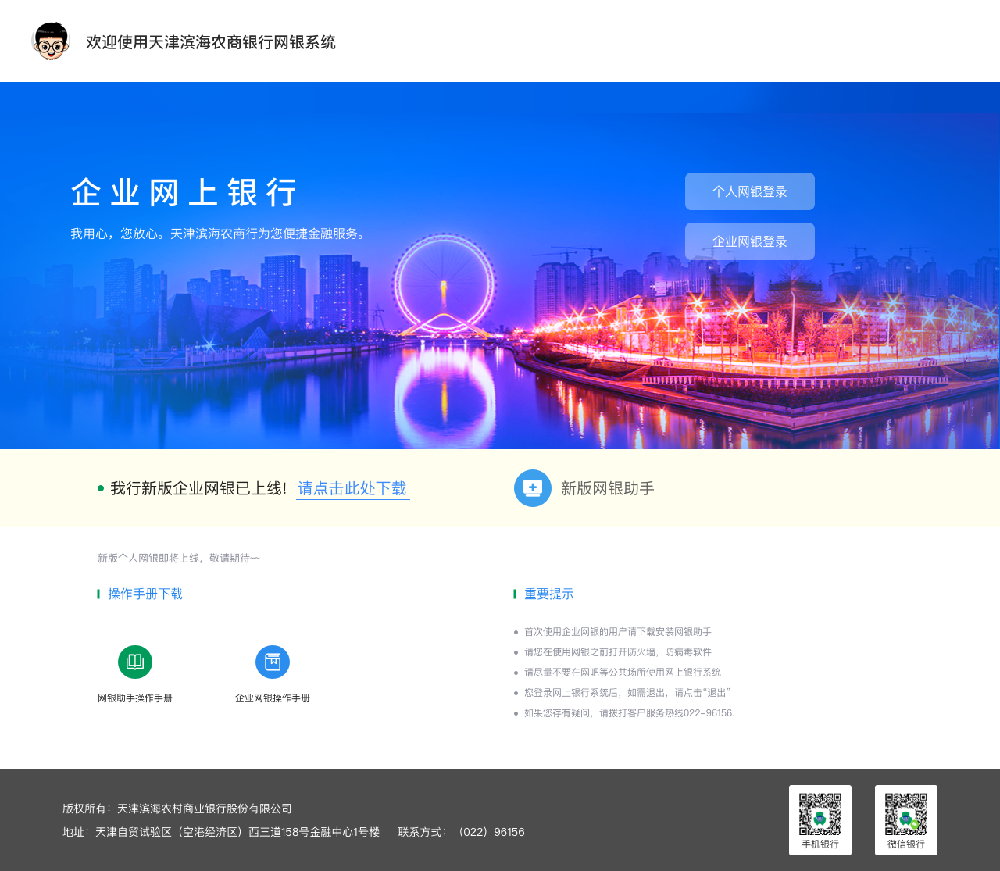 欢迎使用天津滨海农商银行网银系统
企业网上银行
我用心，您放心。天津滨海农商行为您便捷金融服务。
个人网银登录
企业网银登录
我行新版企业网银已上线! 请点击此处下载
新版网银助手
新版个人网银即将上线，敬请期待~~
操作手册下载
网银助手操作手册
企业网银操作手册
重要提示
首次使用企业网银的用户请下载安装网银助手
请您在使用网银之前打开防火墙，防病毒软件
请尽量不要在网吧等公共场所使用网上银行系统
您登录网上银行系统后，如需退出，请点击“退出”
如果您存有疑问，请拨打客户服务热线022-96156.
版权所有：天津滨海农村商业银行股份有限公司
地址：天津自贸试验区（空港经济区）西三道158号金融中心1号楼 联系方式：（022）96156
手机银行
微信银行